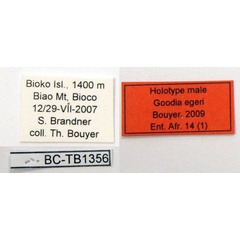 Bioko Isl., 1400 m
Biao Mt, Bioco
12/29-VII-2007
S. Brandner
coll. Th. Bouyer
BC-TB1356
Holotype male
Goodia egeri
Bouyer 2009
Ent. Afr. 14 (1)